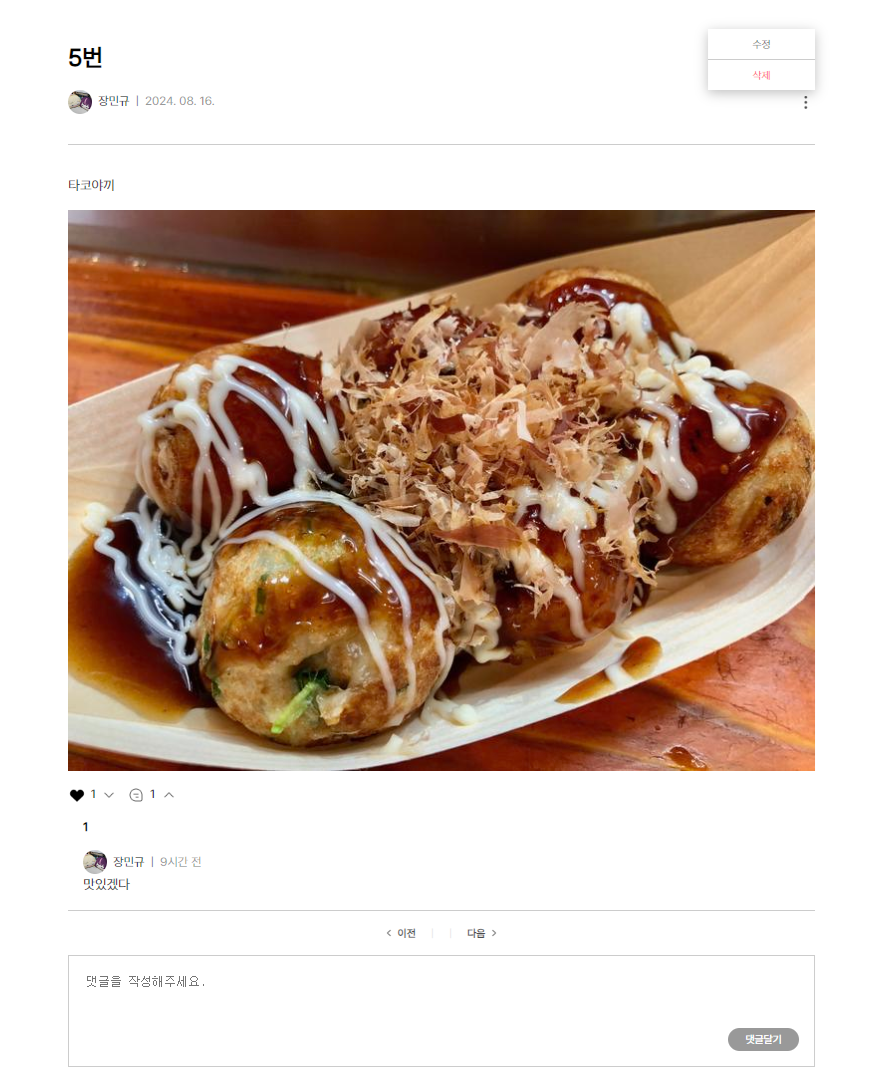 수정
5번
삭제
장민규 | 2024. 08. 16.
타코야끼
1 1
1
장민규 | 9시간 전
맛있겠다
이전 | | 다음
댓글을 작성해주세요.
댓글달기